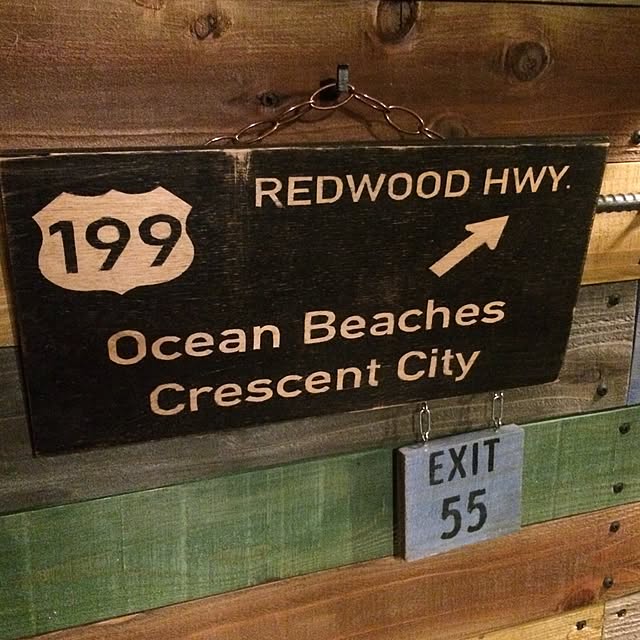 199
REDWOOD HWY.
Ocean Beaches
Crescent City
EXIT
55